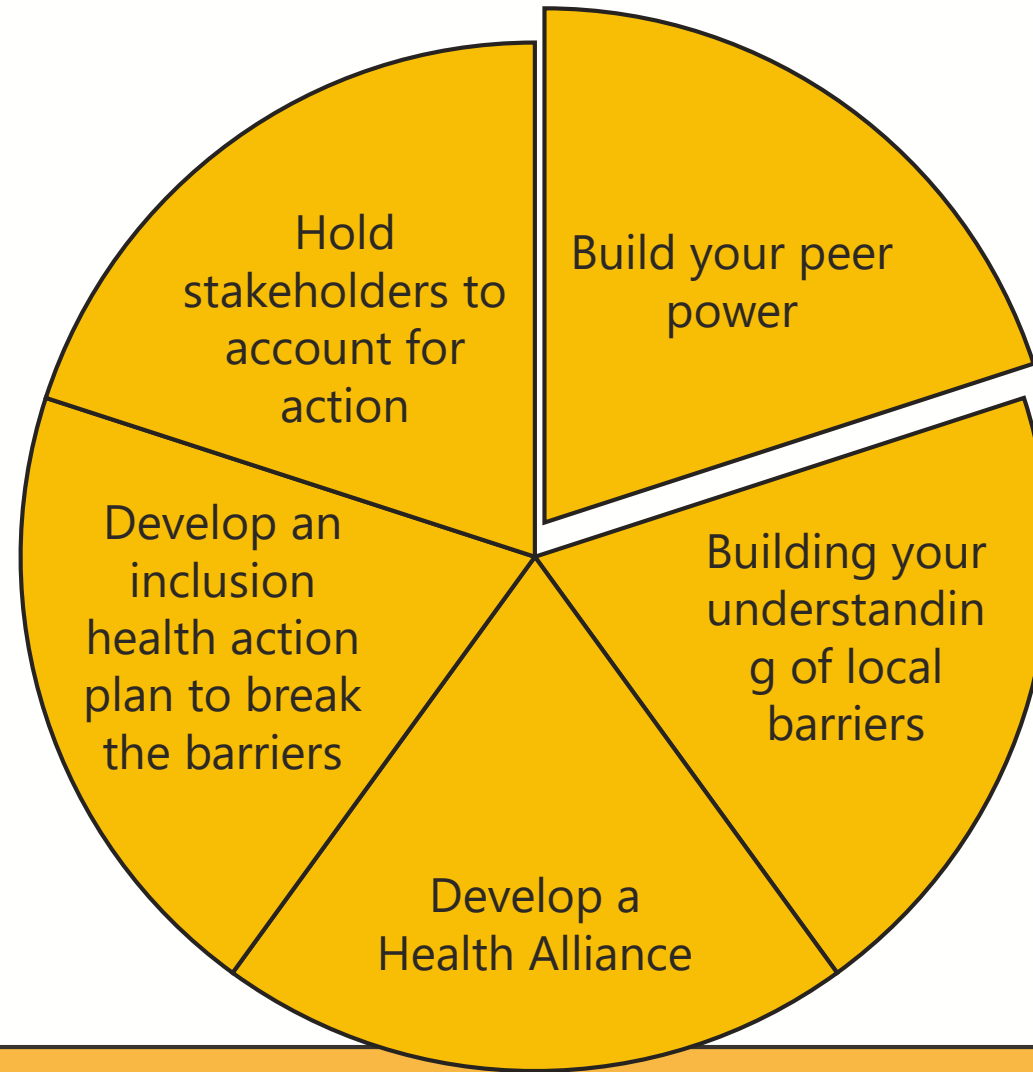 Build your peer
power
Building your
understandin
g of local
barriers
Develop a
Health Alliance
Develop an
inclusion
health action
plan to break
the barriers
Hold
stakeholders to
account for
action